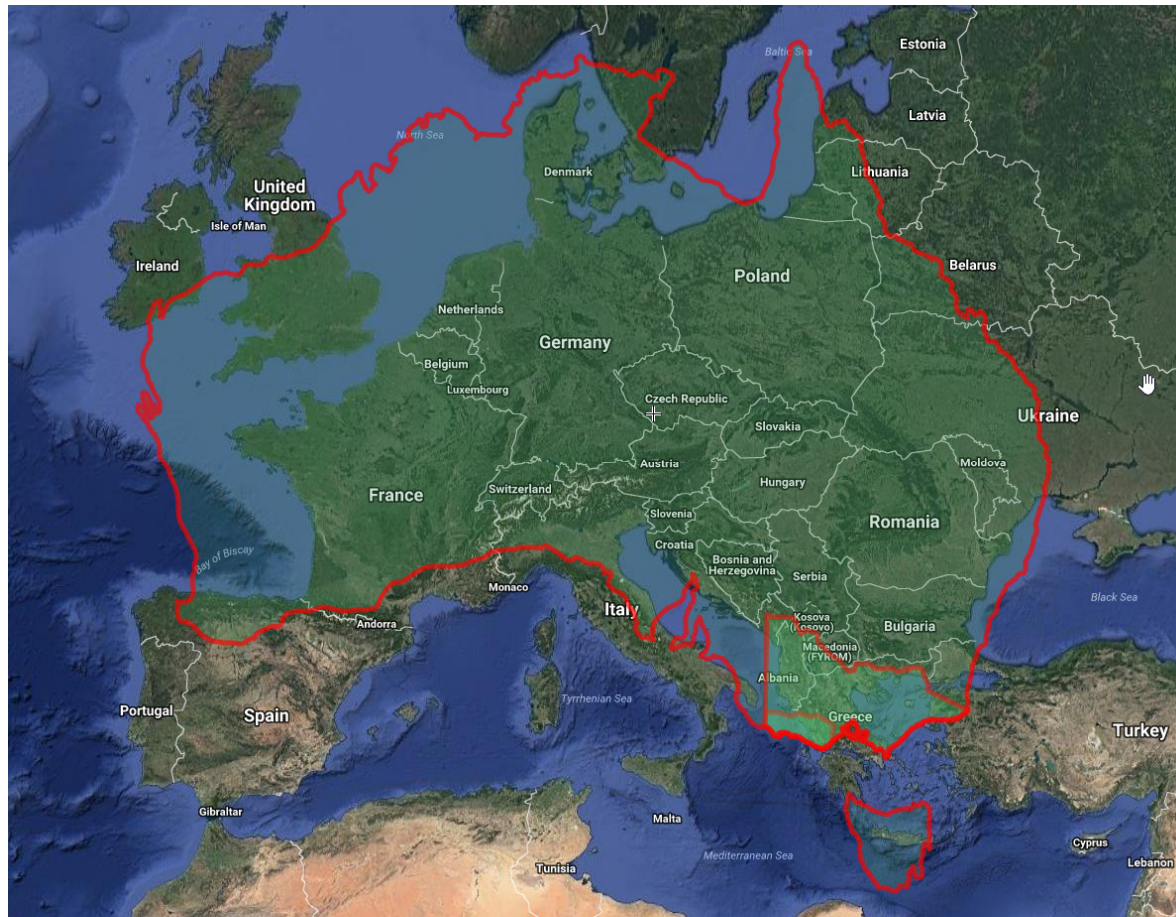 Baltic Sea
Estonia
Latvia
North Sea
Denmark
Lithuania
United
Kingdom
Isle of Man
Ireland
Belarus
Poland
Netherlands
Germany
Belgium
Luxembourg
Czech Republic
Ukraine
Slovakia
Moldova
Austria
Hungary
Switzerland
France
Slovenia
Romania
Croatia
Bay of Biscay
Bosnia and
Herzegovina
Serbia
Monaco
Black Sea
Italy
Kosova
(Kosovo)
Bulgaria
Andorra
Macedonia
(FYROM)
Albania
Tyrrhenian Sea
Portugal
Spain
Greece
Turkey
Gibraltar
Malta
Cyprus
Mediterranean Sea
Tunisia
Lebanon